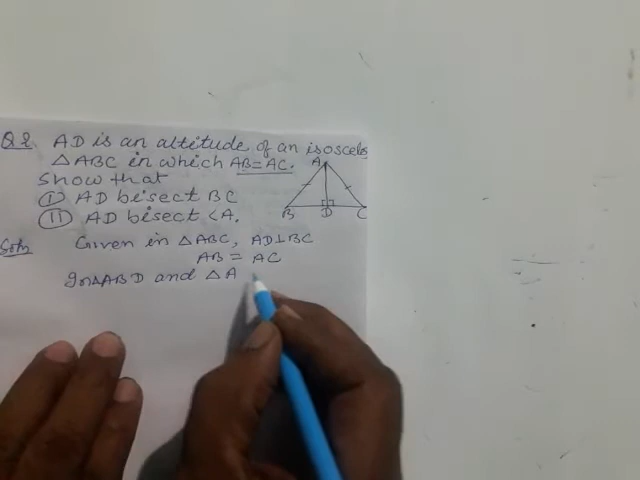 Q2. AD is an altitude of an isosceles
△ABC in which AB=AC.
Show that
(I) AD bisect BC
(II) AD bisect <A.
A
B D C
Soln Given in △ABC, AD⊥BC
AB = AC
In△ABD and △A